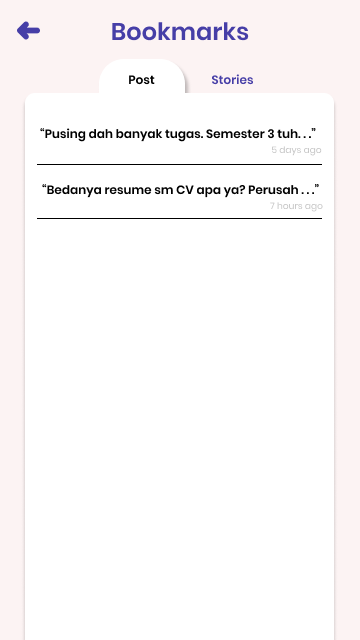 Bookmarks
Post
Stories
“Pusing dah banyak tugas. Semester 3 tuh. . .”
5 days ago
“Bedanya resume sm CV apa ya? Perusah . . .”
7 hours ago